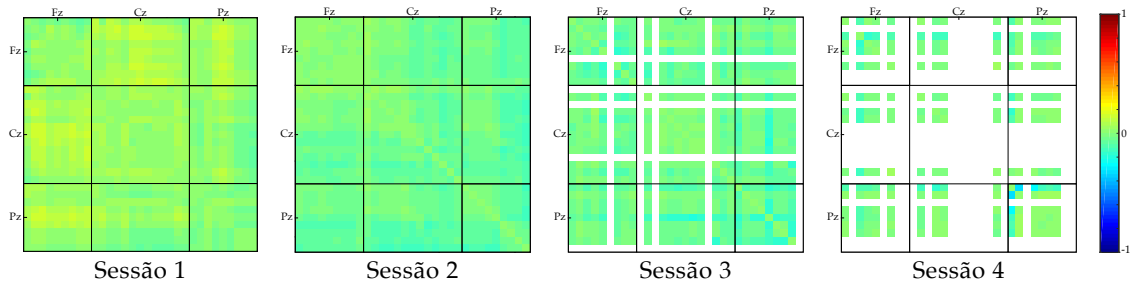 Fz Cz Pz Fz Cz Pz Fz Cz Pz Fz Cz Pz
1
Fz Fz Fz Fz
Cz Cz Cz Cz 0
Pz Pz Pz Pz
-1
Sessão 1 Sessão 2 Sessão 3 Sessão 4